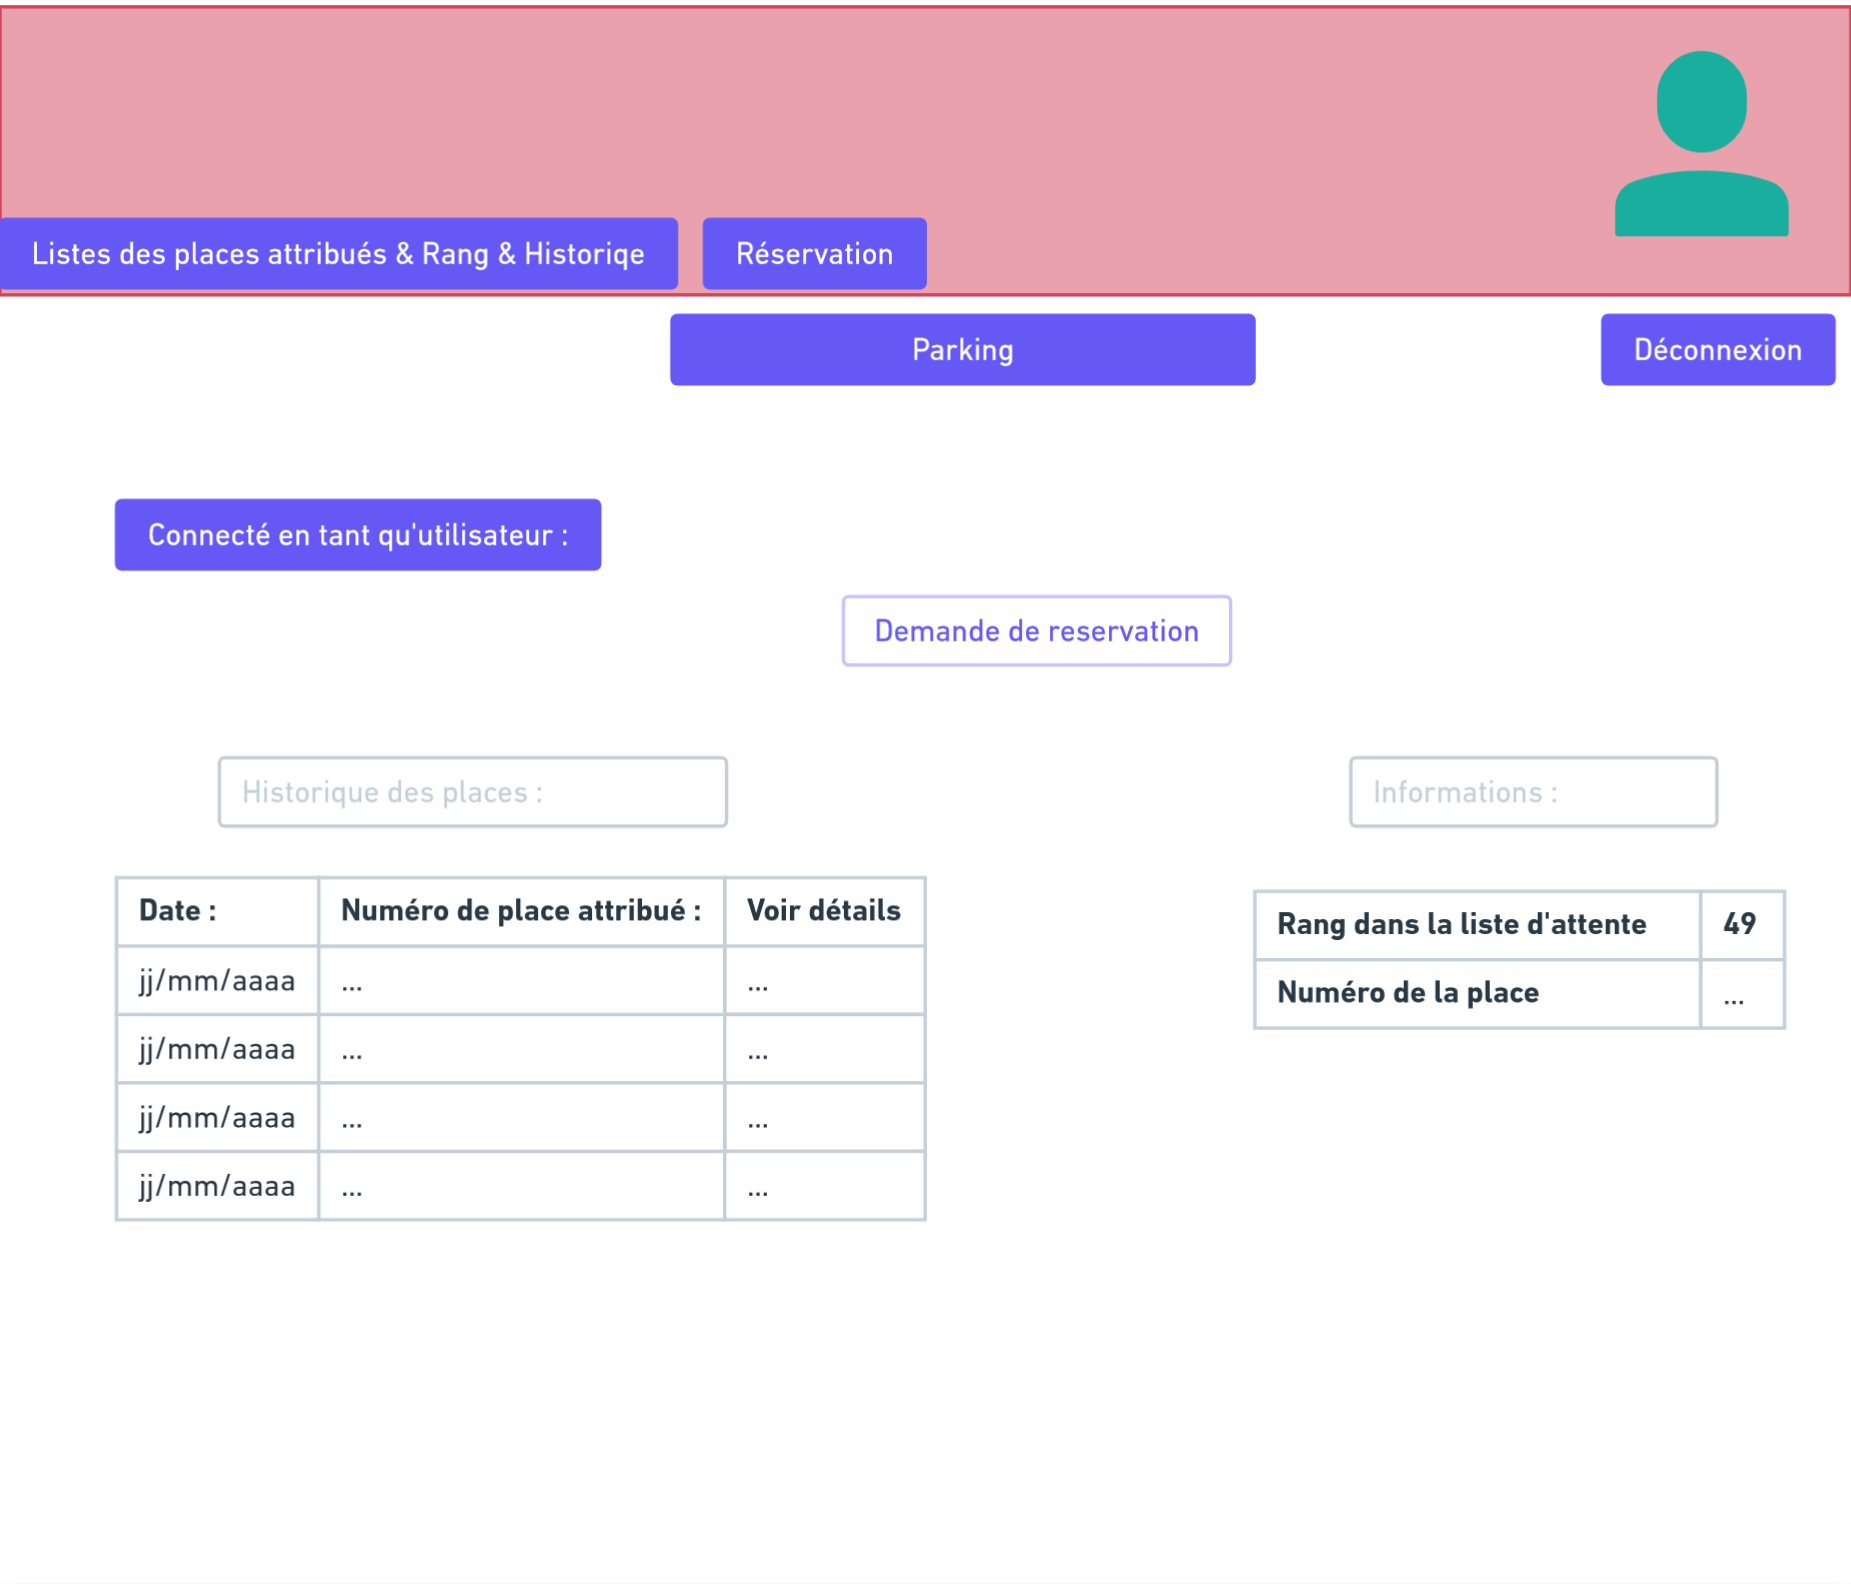 Listes des places attribués & Rang & Historiqe
Réservation
Parking
Déconnexion
Connecté en tant qu'utilisateur :
Demande de reservation
Historique des places :
Informations :
Date : Numéro de place attribué : Voir détails
jj/mm/aaaa ... ...
jj/mm/aaaa ... ...
jj/mm/aaaa ... ...
jj/mm/aaaa ... ...
Rang dans la liste d'attente 49
Numéro de la place ...